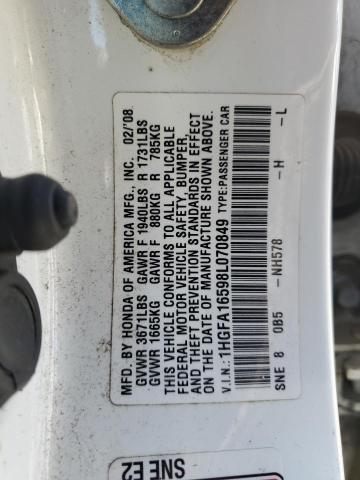 MFD. BY HONDA OF AMERICA MFG., INC. 02/'08
GVWR 3671LBS GAWR F 1940LBS R 1731LBS
GVWR 1665KG GAWR F 880KG R 785KG
THIS VEHICLE CONFORMS TO ALL APPLICABLE
FEDERAL MOTOR VEHICLE SAFETY, BUMPER,
AND THEFT PREVENTION STANDARDS IN EFFECT
ON THE DATE OF MANUFACTURE SHOWN ABOVE.
V.I.N.: 1HGFA16598L070849 TYPE:PASSENGER CAR
SNE 8 0B5 -NH578 -H -L
SNE E2